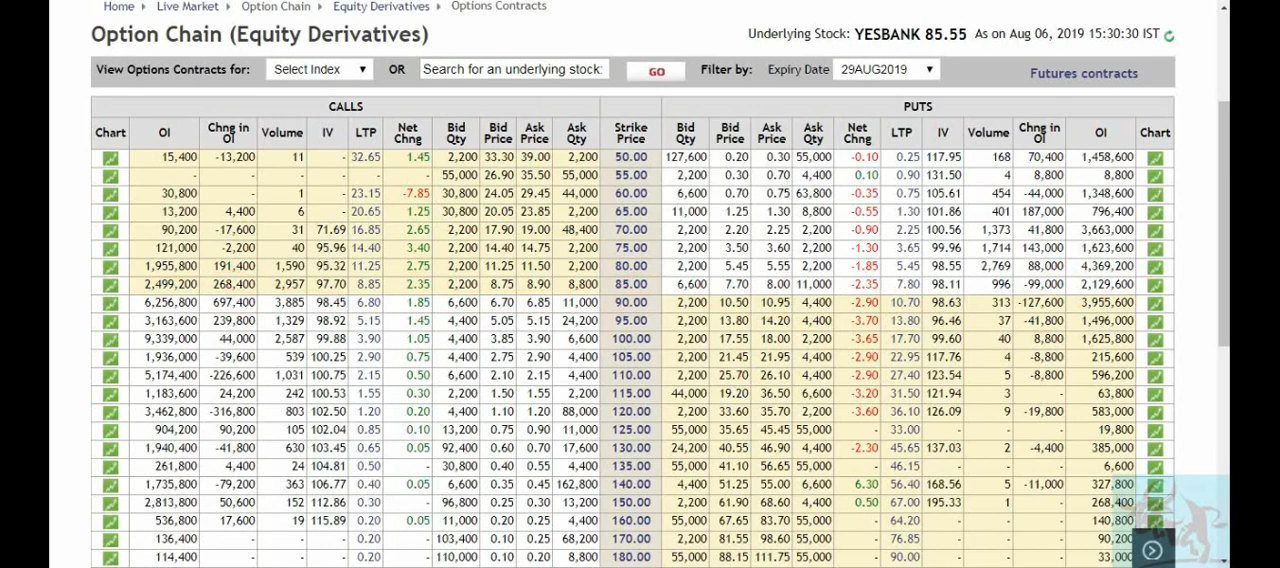 Home ▸ Live Market ▸ Option Chain ▸ Equity Derivatives ▸ Options Contracts
Option Chain (Equity Derivatives) Underlying Stock: YESBANK 85.55 As on Aug 06, 2019 15:30:30 IST
View Options Contracts for: Select Index OR Search for an underlying stock: GO Filter by: Expiry Date 29AUG2019 Futures contracts
CALLS PUTS
Chart OI Chng in OI Volume IV LTP Net Chng Bid Qty Bid Price Ask Price Ask Qty Strike Price Bid Qty Bid Price Ask Price Ask Qty Net Chng LTP IV Volume Chng in OI OI Chart
15,400 -13,200 11 - 32.65 1.45 2,200 33.30 39.00 2,200 50.00 127,600 0.20 0.30 55,000 -0.10 0.25 117.95 168 70,400 1,458,600
- - - - - - 55,000 26.90 35.50 55,000 55.00 2,200 0.30 0.70 4,400 0.10 0.90 131.50 4 8,800 8,800
30,800 - 1 - 23.15 -7.85 30,800 24.05 29.45 44,000 60.00 6,600 0.70 0.75 63,800 -0.35 0.75 105.61 454 -44,000 1,348,600
13,200 4,400 6 - 20.65 1.25 30,800 20.05 23.85 2,200 65.00 11,000 1.25 1.30 8,800 -0.55 1.30 101.86 401 187,000 796,400
90,200 -17,600 31 71.69 16.85 2.65 2,200 17.90 19.00 48,400 70.00 2,200 2.20 2.25 2,200 -0.90 2.25 100.56 1,373 41,800 3,663,000
121,000 -2,200 40 95.96 14.40 3.40 2,200 14.40 14.75 2,200 75.00 2,200 3.50 3.60 2,200 -1.30 3.65 99.96 1,714 143,000 1,623,600
1,955,800 191,400 1,590 95.32 11.25 2.75 2,200 11.25 11.50 2,200 80.00 2,200 5.45 5.55 2,200 -1.85 5.45 98.55 2,769 88,000 4,369,200
2,499,200 268,400 2,957 97.70 8.85 2.35 2,200 8.75 8.90 8,800 85.00 6,600 7.70 8.00 11,000 -2.35 7.80 98.11 996 -99,000 2,129,600
6,256,800 697,400 3,885 98.45 6.80 1.85 6,600 6.70 6.85 11,000 90.00 2,200 10.50 10.95 4,400 -2.90 10.70 98.63 313 -127,600 3,955,600
3,163,600 239,800 1,329 98.92 5.15 1.45 4,400 5.05 5.15 24,200 95.00 2,200 13.80 14.20 4,400 -3.70 13.80 96.46 37 -41,800 1,496,000
9,339,000 44,000 2,587 99.88 3.90 1.05 4,400 3.85 3.90 6,600 100.00 2,200 17.55 18.00 2,200 -3.65 17.70 99.60 40 8,800 1,625,800
1,936,000 -39,600 539 100.25 2.90 0.75 4,400 2.75 2.90 4,400 105.00 2,200 21.45 21.95 4,400 -2.90 22.95 117.76 4 -8,800 215,600
5,174,400 -226,600 1,031 100.75 2.15 0.50 6,600 2.10 2.15 4,400 110.00 2,200 25.70 26.10 4,400 -2.90 27.40 123.54 5 -8,800 596,200
1,183,600 24,200 242 100.53 1.55 0.30 2,200 1.50 1.55 2,200 115.00 44,000 19.20 36.50 6,600 -3.20 31.50 121.94 3 - 63,800
3,462,800 -316,800 803 102.50 1.20 0.20 4,400 1.10 1.20 88,000 120.00 2,200 33.60 35.70 2,200 -3.60 36.10 126.09 9 -19,800 583,000
904,200 90,200 105 102.04 0.85 0.10 13,200 0.75 0.90 11,000 125.00 55,000 35.65 45.45 55,000 - 33.00 - - - 19,800
1,940,400 -41,800 630 103.45 0.65 0.05 92,400 0.60 0.70 17,600 130.00 24,200 40.55 46.90 4,400 -2.30 45.65 137.03 2 -4,400 385,000
261,800 4,400 24 104.81 0.50 - 30,800 0.40 0.55 4,400 135.00 55,000 41.10 56.65 55,000 - 46.15 - - - 6,600
1,735,800 -79,200 363 106.77 0.40 0.05 6,600 0.35 0.45 162,800 140.00 4,400 51.25 55.00 6,600 6.30 56.40 168.56 5 -11,000 327,800
2,813,800 50,600 152 112.86 0.30 - 96,800 0.25 0.30 13,200 150.00 2,200 61.90 68.60 4,400 0.50 67.00 195.33 1 - 268,400
536,800 17,600 19 115.89 0.20 0.05 11,000 0.20 0.25 4,400 160.00 55,000 67.65 83.70 55,000 - 64.20 - - - 140,800
136,400 - - - 0.20 - 103,400 0.10 0.25 68,200 170.00 2,200 81.55 98.60 55,000 - 76.85 - - - 90,200
114,400 - - - 0.20 - 110,000 0.10 0.20 8,800 180.00 55,000 88.15 111.75 55,000 - 90.00 - - - 33,000